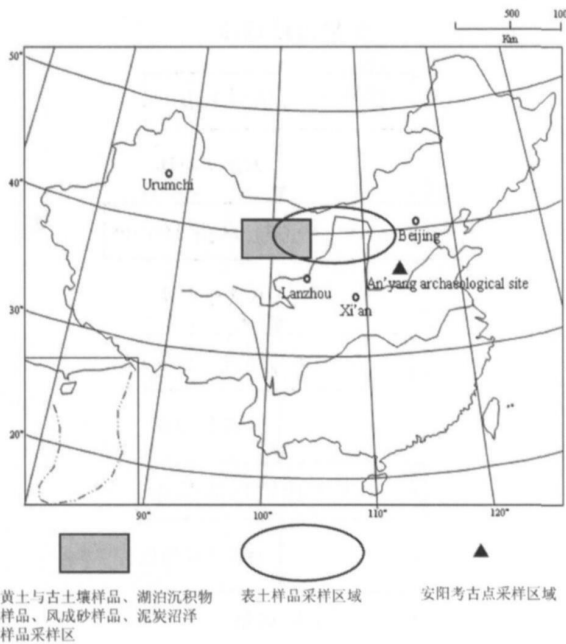 500 100
Km
50°
40°
30°
20°
Urumchi
Beijing
An'yang archaeological site
Lanzhou
Xi'an
90° 100° 110° 120°
黄土与古土壤样品、湖泊沉积物
样品、风成砂样品、泥炭沼泽
样品采样区
表土样品采样区域
安阳考古点采样区域